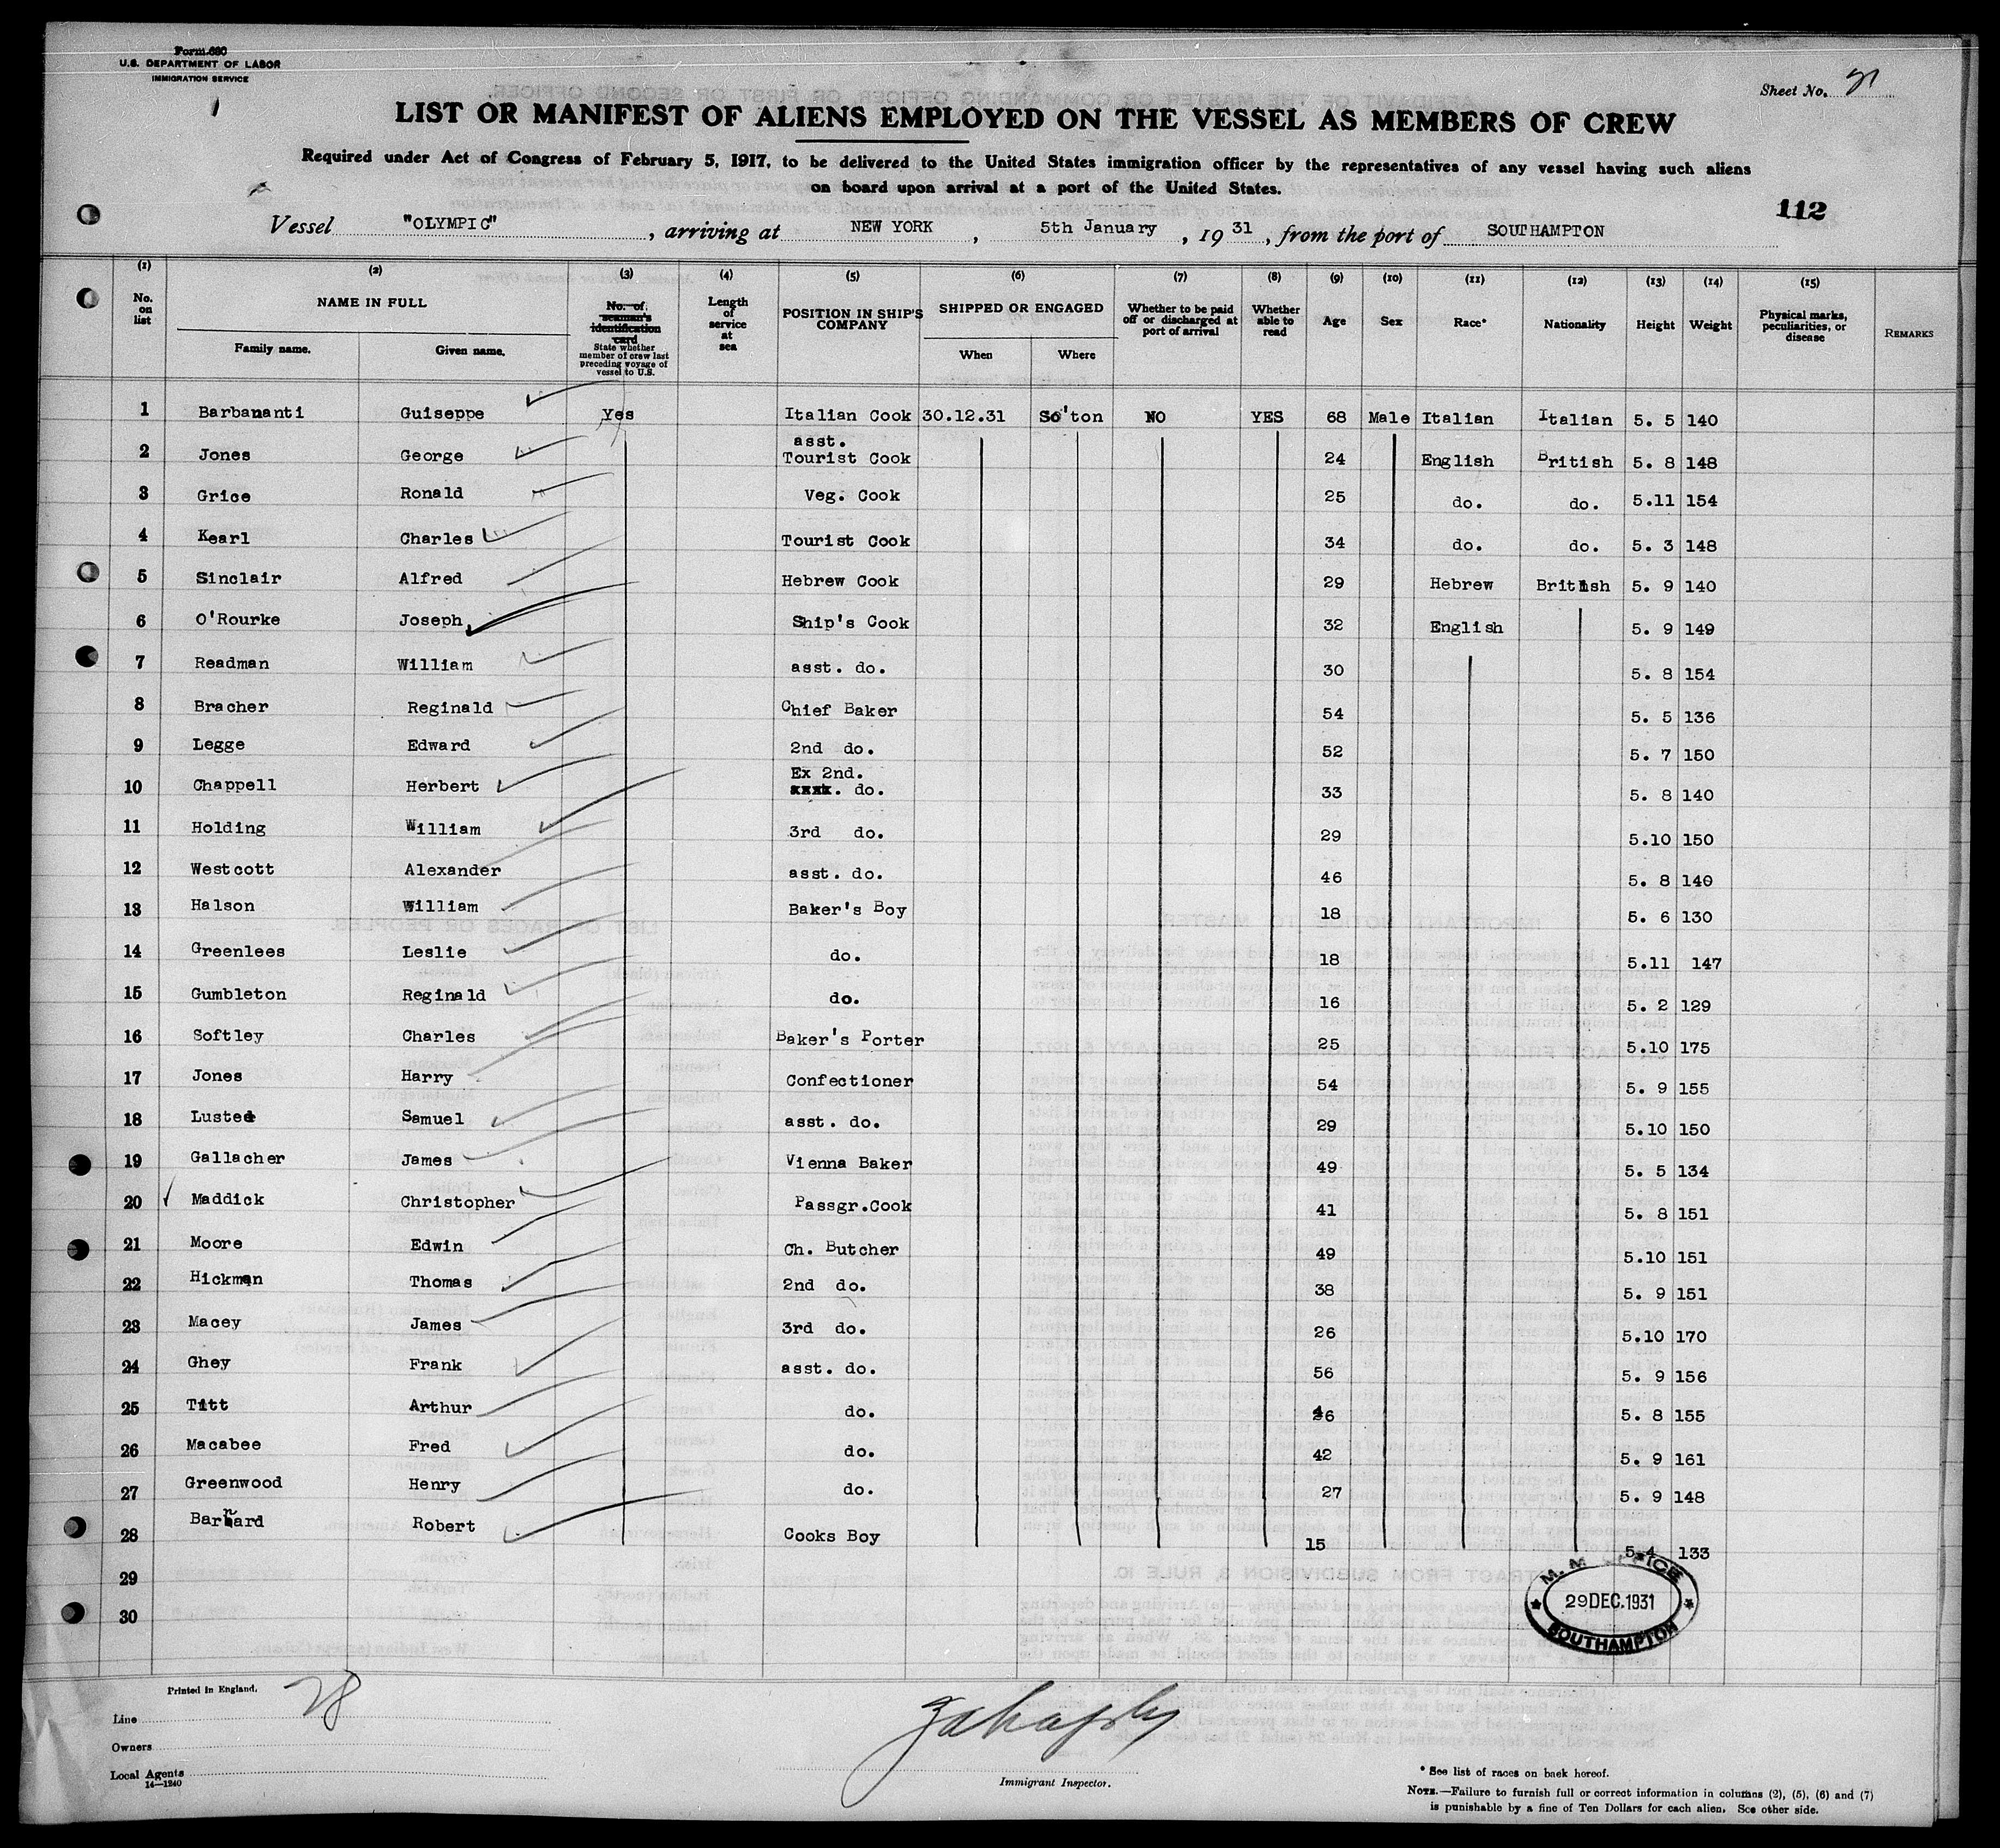 Form 680
U.S. DEPARTMENT OF LABOR
IMMIGRATION SERVICE
Sheet No.
LIST OR MANIFEST OF ALIENS EMPLOYED ON THE VESSEL AS MEMBERS OF CREW
Required under Act of Congress of February 5, 1917, to be delivered to the United States immigration officer by the representatives of any vessel having such aliens
on board upon arrival at a port of the United States.
112
Vessel "OLYMPIC", arriving at NEW YORK, 5th January, 1931, from the port of SOUTHAMPTON
(1) (2) (3) (4) (5) (6) (7) (8) (9) (10) (11) (12) (13) (14) (15)
No. on list NAME IN FULL Family name. Given name. No. of seaman's identification card State whether member of crew last preceding voyage of vessel to U.S. Length of service at sea POSITION IN SHIP'S COMPANY SHIPPED OR ENGAGED When Where Whether to be paid off or discharged at port of arrival Whether able to read Age Sex Race* Nationality Height Weight Physical marks, peculiarities, or disease REMARKS
1 Barbananti Guiseppe Yes Italian Cook 30.12.31 So'ton NO YES 68 Male Italian Italian 5. 5 140
2 Jones George asst. Tourist Cook 24 English British 5. 8 148
3 Grice Ronald Veg. Cook 25 do. do. 5.11 154
4 Kearl Charles Tourist Cook 34 do. do. 5. 3 148
5 Sinclair Alfred Hebrew Cook 29 Hebrew British 5. 9 140
6 O'Rourke Joseph Ship's Cook 32 English 5. 9 149
7 Readman William asst. do. 30 5. 8 154
8 Bracher Reginald Chief Baker 54 5. 5 136
9 Legge Edward 2nd do. 52 5. 7 150
10 Chappell Herbert Ex 2nd. xxxx. do. 33 5. 8 140
11 Holding William 3rd do. 29 5.10 150
12 Westcott Alexander asst. do. 46 5. 8 140
13 Halson William Baker's Boy 18 5. 6 130
14 Greenlees Leslie do. 18 5.11 147
15 Gumbleton Reginald do. 16 5. 2 129
16 Softley Charles Baker's Porter 25 5.10 175
17 Jones Harry Confectioner 54 5. 9 155
18 Lusted Samuel asst. do. 29 5.10 150
19 Gallacher James Vienna Baker 49 5. 5 134
20 Maddick Christopher Passgr.Cook 41 5. 8 151
21 Moore Edwin Ch. Butcher 49 5.10 151
22 Hickman Thomas 2nd do. 38 5. 9 151
23 Macey James 3rd do. 26 5.10 170
24 Ghey Frank asst. do. 56 5. 9 156
25 Titt Arthur do. 5. 8 155
26 Macabee Fred do. 42 5. 9 161
27 Greenwood Henry do. 27 5. 9 148
28 Barnard Robert Cooks Boy 15 5.4 133
29
30
M. M. OFFICE
29 DEC. 1931
SOUTHAMPTON
Printed in England.
28
Line
Owners
Local Agents
14—1240
Immigrant Inspector.
* See list of races on back hereof.
NOTE.—Failure to furnish full or correct information in columns (2), (5), (6) and (7)
is punishable by a fine of Ten Dollars for each alien. See other side.